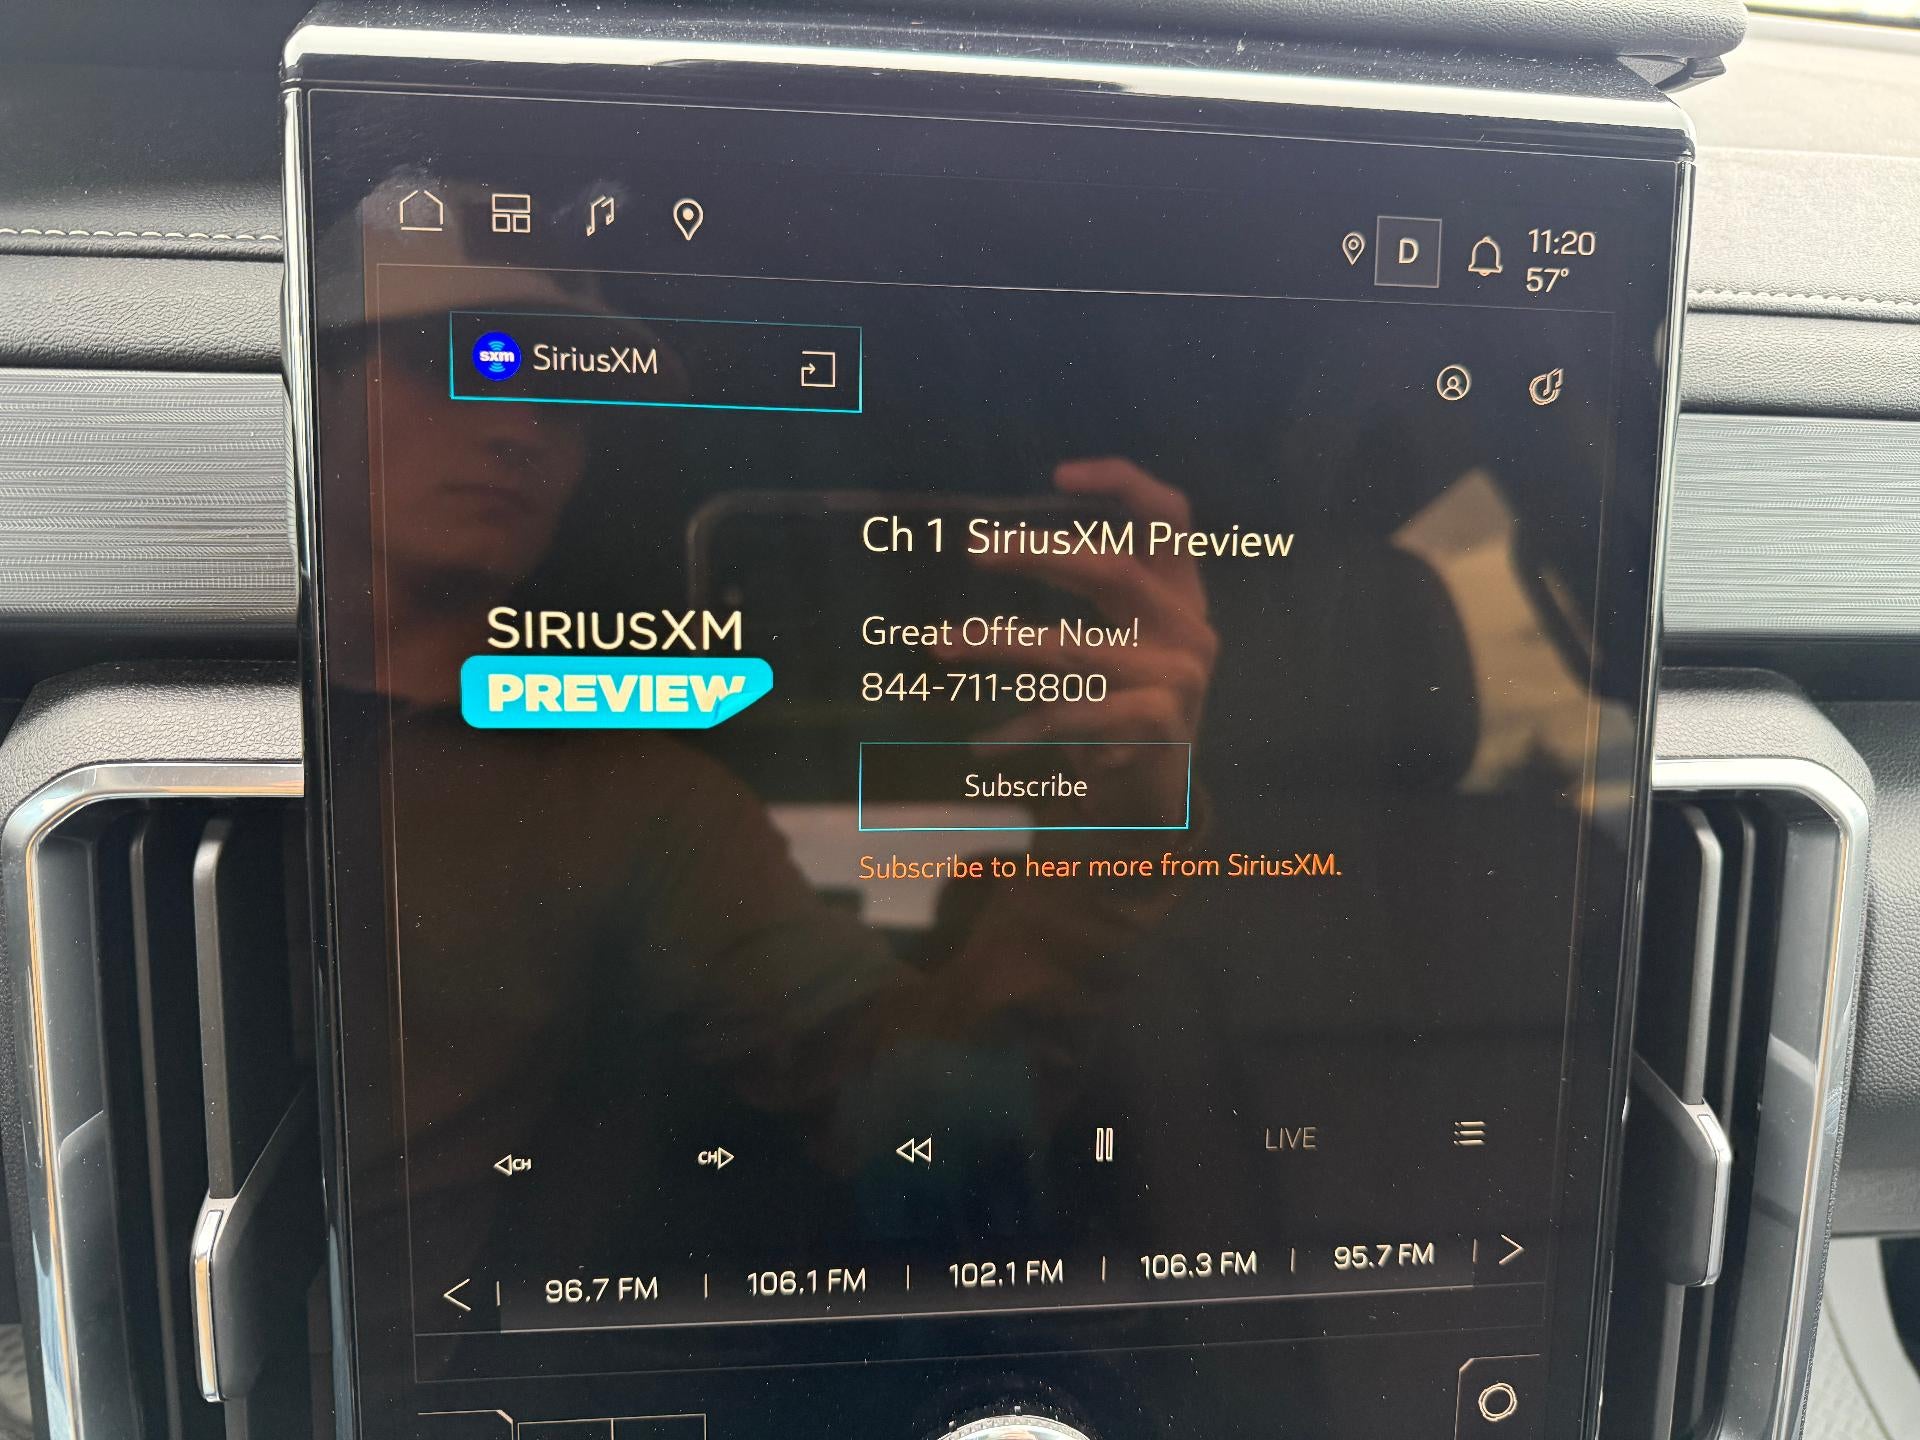 D
11:20
57°
sxm SiriusXM
Ch 1 SiriusXM Preview
SIRIUSXM
PREVIEW
Great Offer Now!
844-711-8800
Subscribe
Subscribe to hear more from SiriusXM.
CH
CH
LIVE
96.7 FM | 106.1 FM | 102.1 FM | 106.3 FM | 95.7 FM